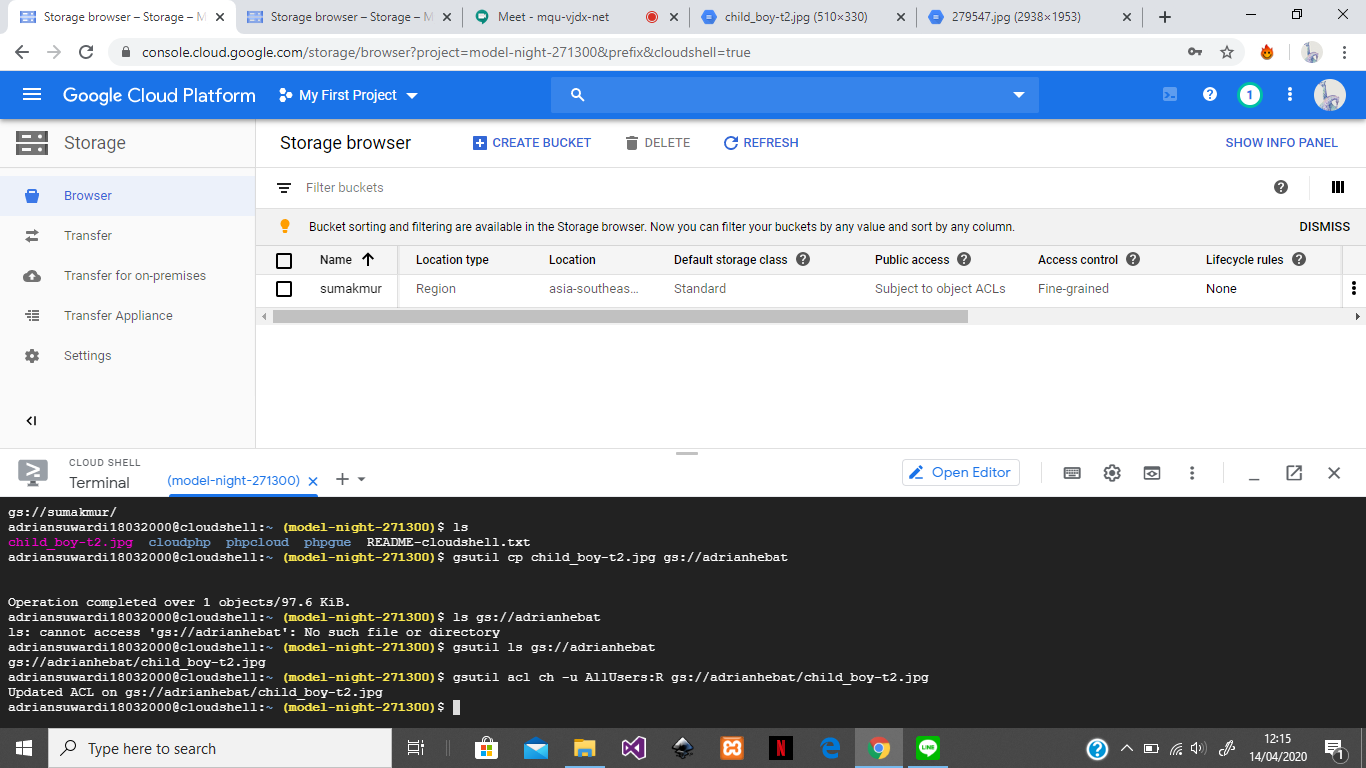 Storage browser – Storage – M
Storage browser – Storage – M
Meet - mqu-vjdx-net
child_boy-t2.jpg (510×330)
279547.jpg (2938×1953)
console.cloud.google.com/storage/browser?project=model-night-271300&prefix&cloudshell=true
Google Cloud Platform
My First Project
1
Storage
Storage browser
CREATE BUCKET
DELETE
REFRESH
SHOW INFO PANEL
Browser
Transfer
Transfer for on-premises
Transfer Appliance
Settings
Filter buckets
Bucket sorting and filtering are available in the Storage browser. Now you can filter your buckets by any value and sort by any column.
DISMISS
Name Location type Location Default storage class Public access Access control Lifecycle rules
sumakmur Region asia-southeas... Standard Subject to object ACLs Fine-grained None
CLOUD SHELL
Terminal
(model-night-271300)
Open Editor
gs://sumakmur/
adriansuwardi18032000@cloudshell:~ (model-night-271300)$ ls
child_boy-t2.jpg cloudphp phpcloud phpgue README-cloudshell.txt
adriansuwardi18032000@cloudshell:~ (model-night-271300)$ gsutil cp child_boy-t2.jpg gs://adrianhebat
Operation completed over 1 objects/97.6 KiB.
adriansuwardi18032000@cloudshell:~ (model-night-271300)$ ls gs://adrianhebat
ls: cannot access 'gs://adrianhebat': No such file or directory
adriansuwardi18032000@cloudshell:~ (model-night-271300)$ gsutil ls gs://adrianhebat
gs://adrianhebat/child_boy-t2.jpg
adriansuwardi18032000@cloudshell:~ (model-night-271300)$ gsutil acl ch -u AllUsers:R gs://adrianhebat/child_boy-t2.jpg
Updated ACL on gs://adrianhebat/child_boy-t2.jpg
adriansuwardi18032000@cloudshell:~ (model-night-271300)$
Type here to search
LINE
12:15
14/04/2020
1